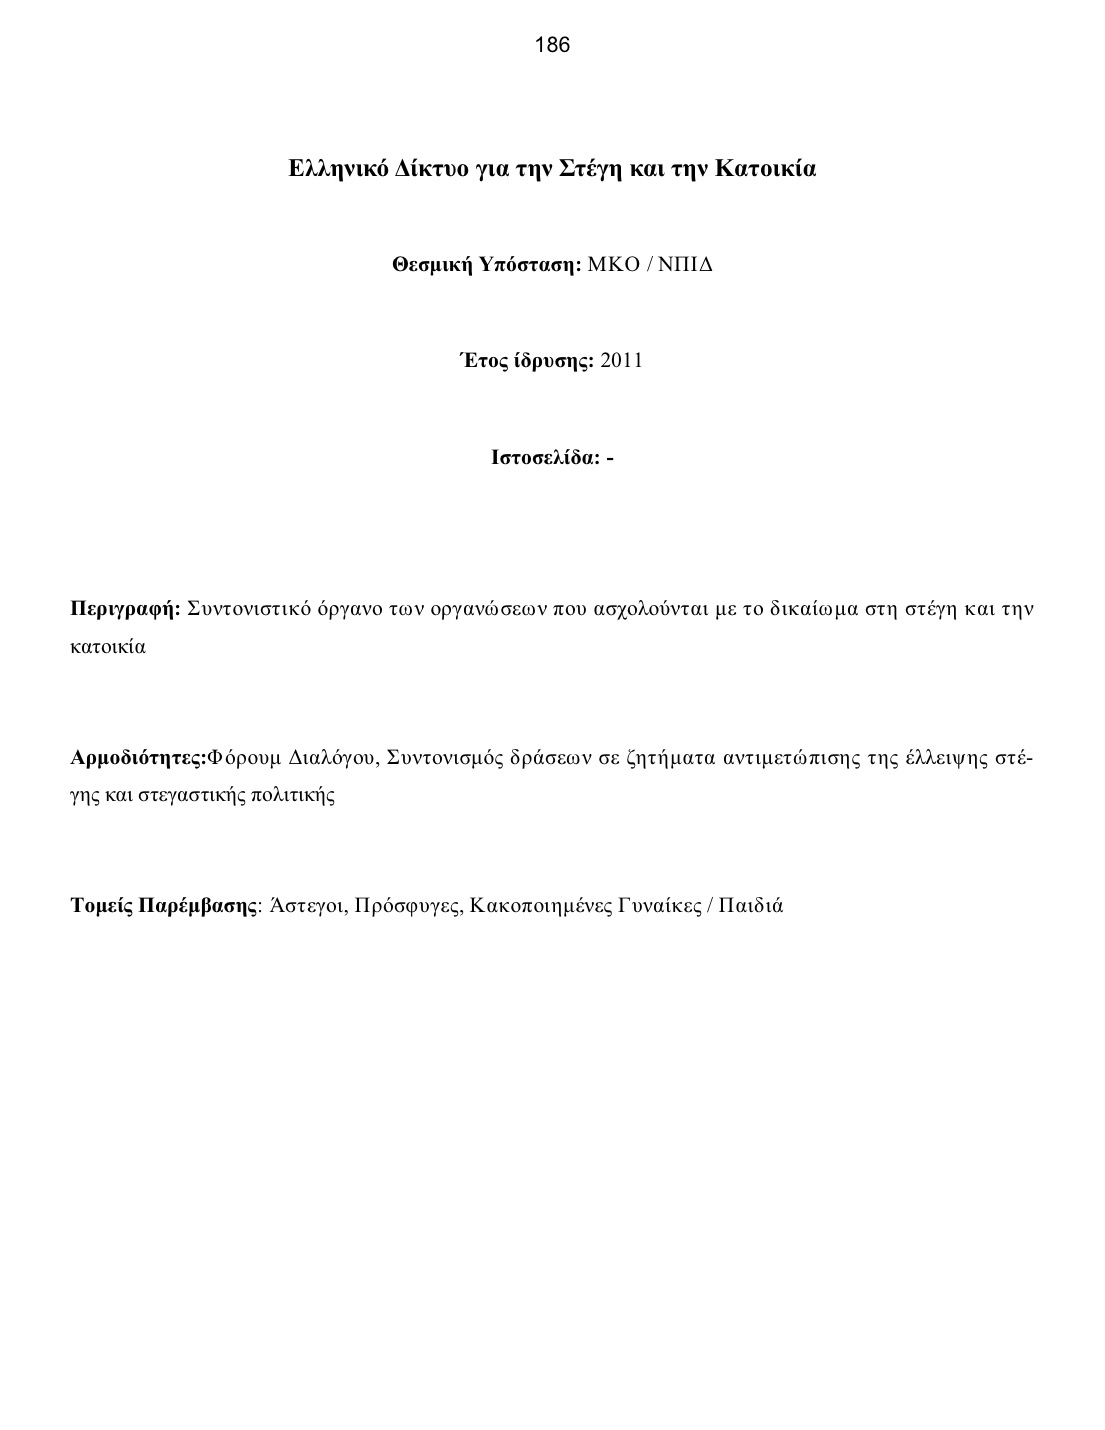 186
Ελληνικό Δίκτυο για την Στέγη και την Κατοικία
Θεσμική Υπόσταση: ΜΚΟ / ΝΠΙΔ
Έτος ίδρυσης: 2011
Ιστοσελίδα: -
Περιγραφή: Συντονιστικό όργανο των οργανώσεων που ασχολούνται με το δικαίωμα στη στέγη και την
κατοικία
Αρμοδιότητες:Φόρουμ Διαλόγου, Συντονισμός δράσεων σε ζητήματα αντιμετώπισης της έλλειψης στέ-
γης και στεγαστικής πολιτικής
Τομείς Παρέμβασης: Άστεγοι, Πρόσφυγες, Κακοποιημένες Γυναίκες / Παιδιά